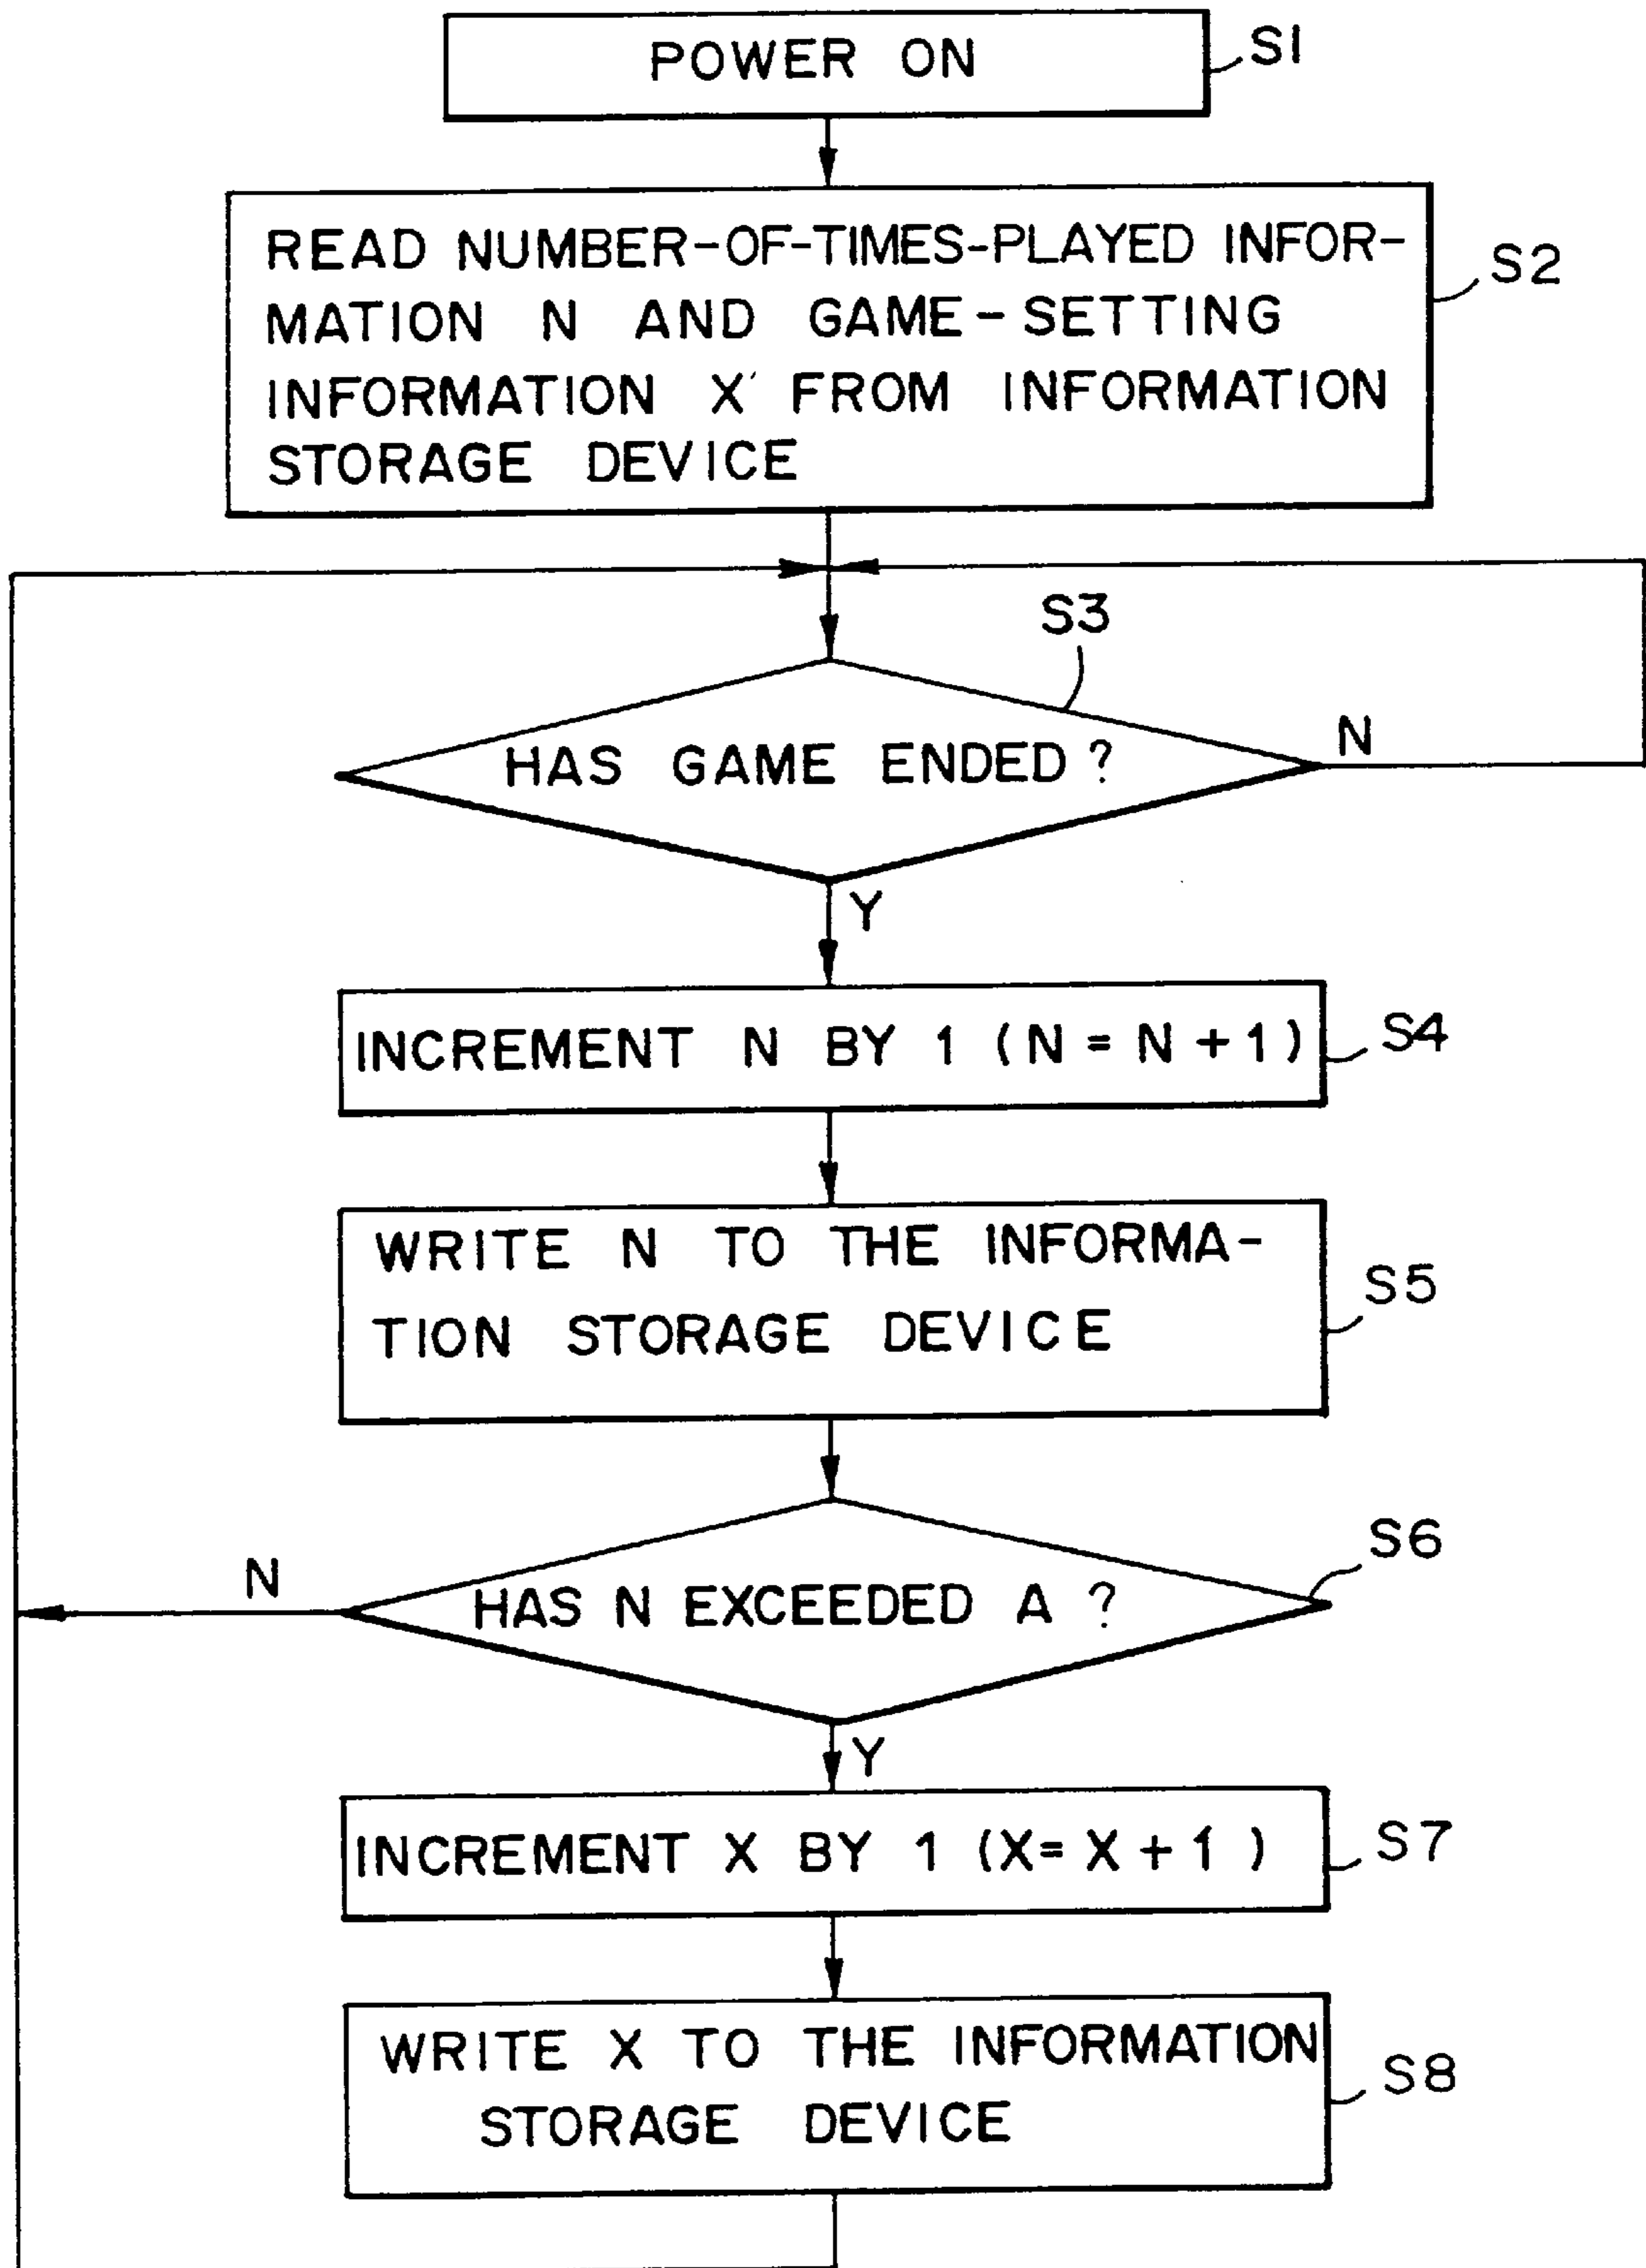 POWER ON
S1
READ NUMBER-OF-TIMES-PLAYED INFOR-
MATION N AND GAME-SETTING
INFORMATION X FROM INFORMATION
STORAGE DEVICE
S2
S3
HAS GAME ENDED ?
N
Y
INCREMENT N BY 1 (N = N + 1)
S4
WRITE N TO THE INFORMA-
TION STORAGE DEVICE
S5
S6
N
HAS N EXCEEDED A ?
Y
INCREMENT X BY 1 (X= X + 1 )
S7
WRITE X TO THE INFORMATION
STORAGE DEVICE
S8